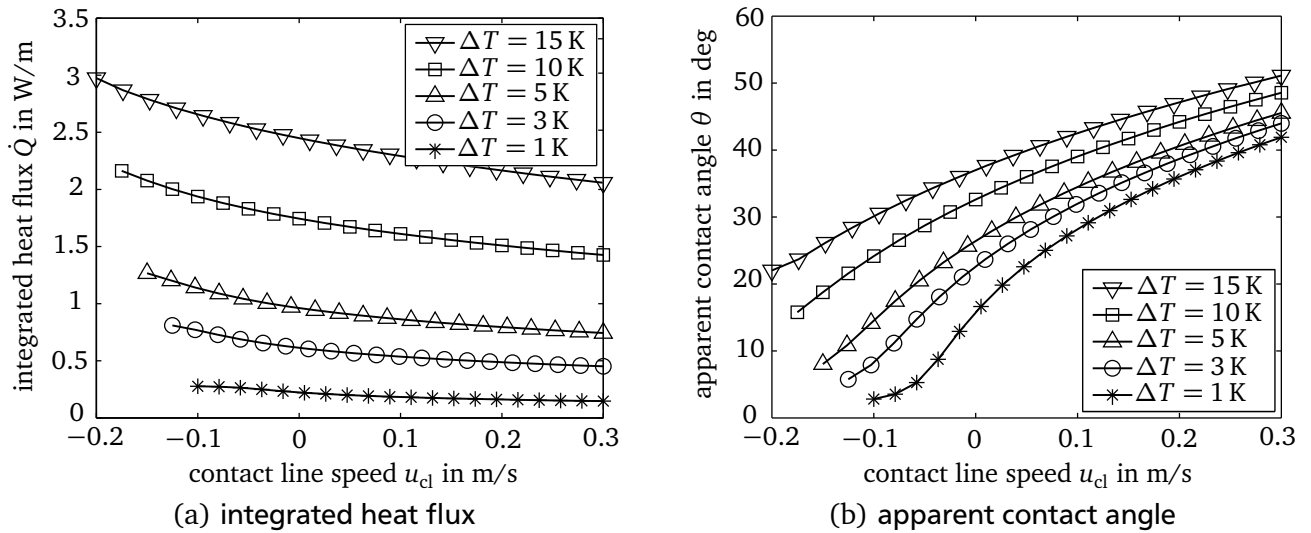 3.5
3
2.5
2
1.5
1
0.5
0
−0.2
−0.1
0
0.1
0.2
0.3
integrated heat flux Q̇ in W/m
contact line speed u_cl in m/s
ΔT = 15 K
ΔT = 10 K
ΔT = 5 K
ΔT = 3 K
ΔT = 1 K
(a) integrated heat flux
60
50
40
30
20
10
0
−0.2
−0.1
0
0.1
0.2
0.3
apparent contact angle θ in deg
contact line speed u_cl in m/s
ΔT = 15 K
ΔT = 10 K
ΔT = 5 K
ΔT = 3 K
ΔT = 1 K
(b) apparent contact angle